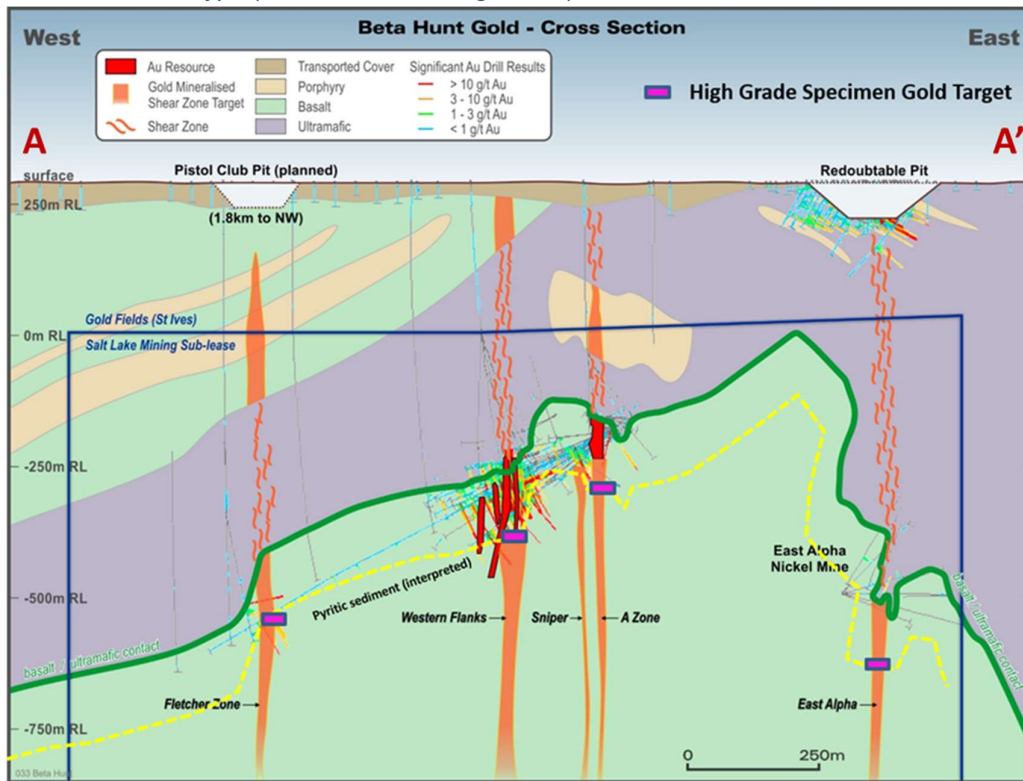 Beta Hunt Gold - Cross Section
West
East
Au Resource
Gold Mineralised
Shear Zone Target
Shear Zone
Transported Cover
Porphyry
Basalt
Ultramafic
Significant Au Drill Results
> 10 g/t Au
3 - 10 g/t Au
1 - 3 g/t Au
< 1 g/t Au
High Grade Specimen Gold Target
A
A'
surface
Pistol Club Pit (planned)
Redoubtable Pit
250m RL
(1.8km to NW)
Gold Fields (St Ives)
0m RL
Salt Lake Mining Sub-lease
-250m RL
East Alpha
Nickel Mine
Pyritic sediment (interpreted)
-500m RL
Western Flanks
Sniper
A Zone
basalt / ultramafic contact
basalt / ultramafic contact
Fletcher Zone
East Alpha
-750m RL
0
250m
033 Beta Hunt